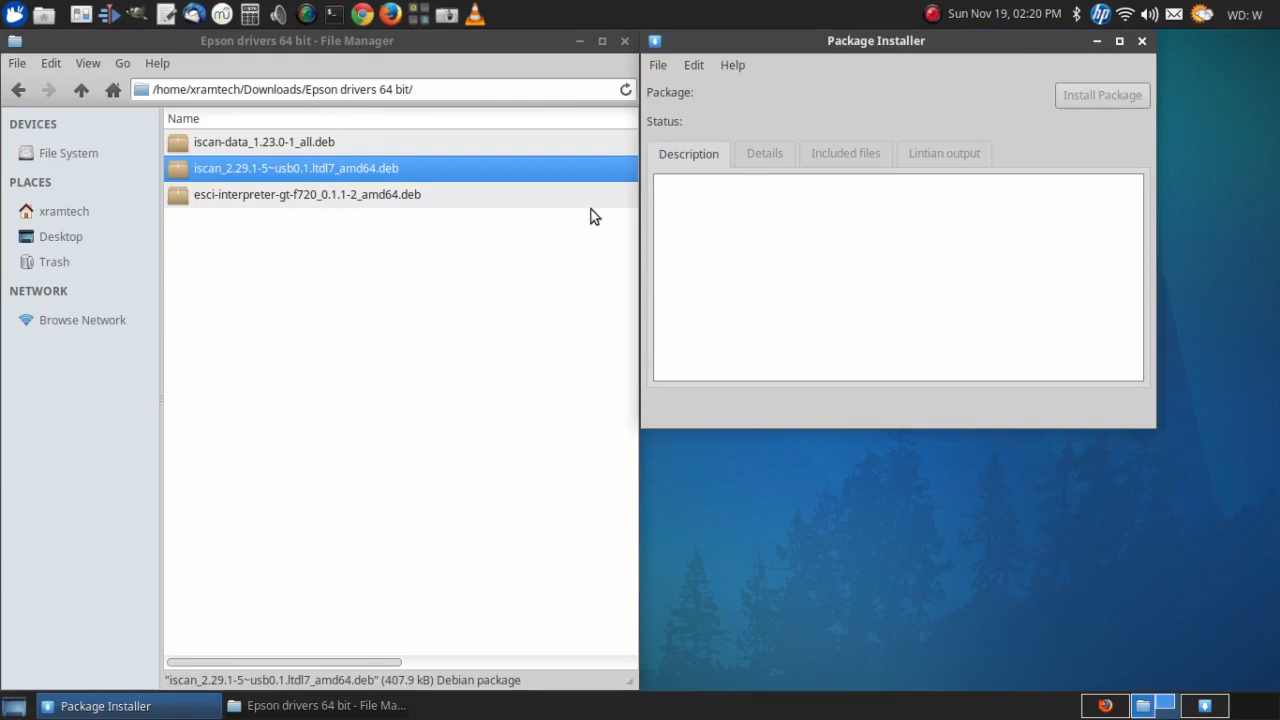 Sun Nov 19, 02:20 PM
WD: W
Epson drivers 64 bit - File Manager
File Edit View Go Help
/home/xramtech/Downloads/Epson drivers 64 bit/
DEVICES
File System
PLACES
xramtech
Desktop
Trash
NETWORK
Browse Network
Name
iscan-data_1.23.0-1_all.deb
iscan_2.29.1-5~usb0.1.ltdl7_amd64.deb
esci-interpreter-gt-f720_0.1.1-2_amd64.deb
"iscan_2.29.1-5~usb0.1.ltdl7_amd64.deb" (407.9 kB) Debian package
Package Installer
File Edit Help
Package:
Install Package
Status:
Description Details Included files Lintian output
Package Installer
Epson drivers 64 bit - File Ma...